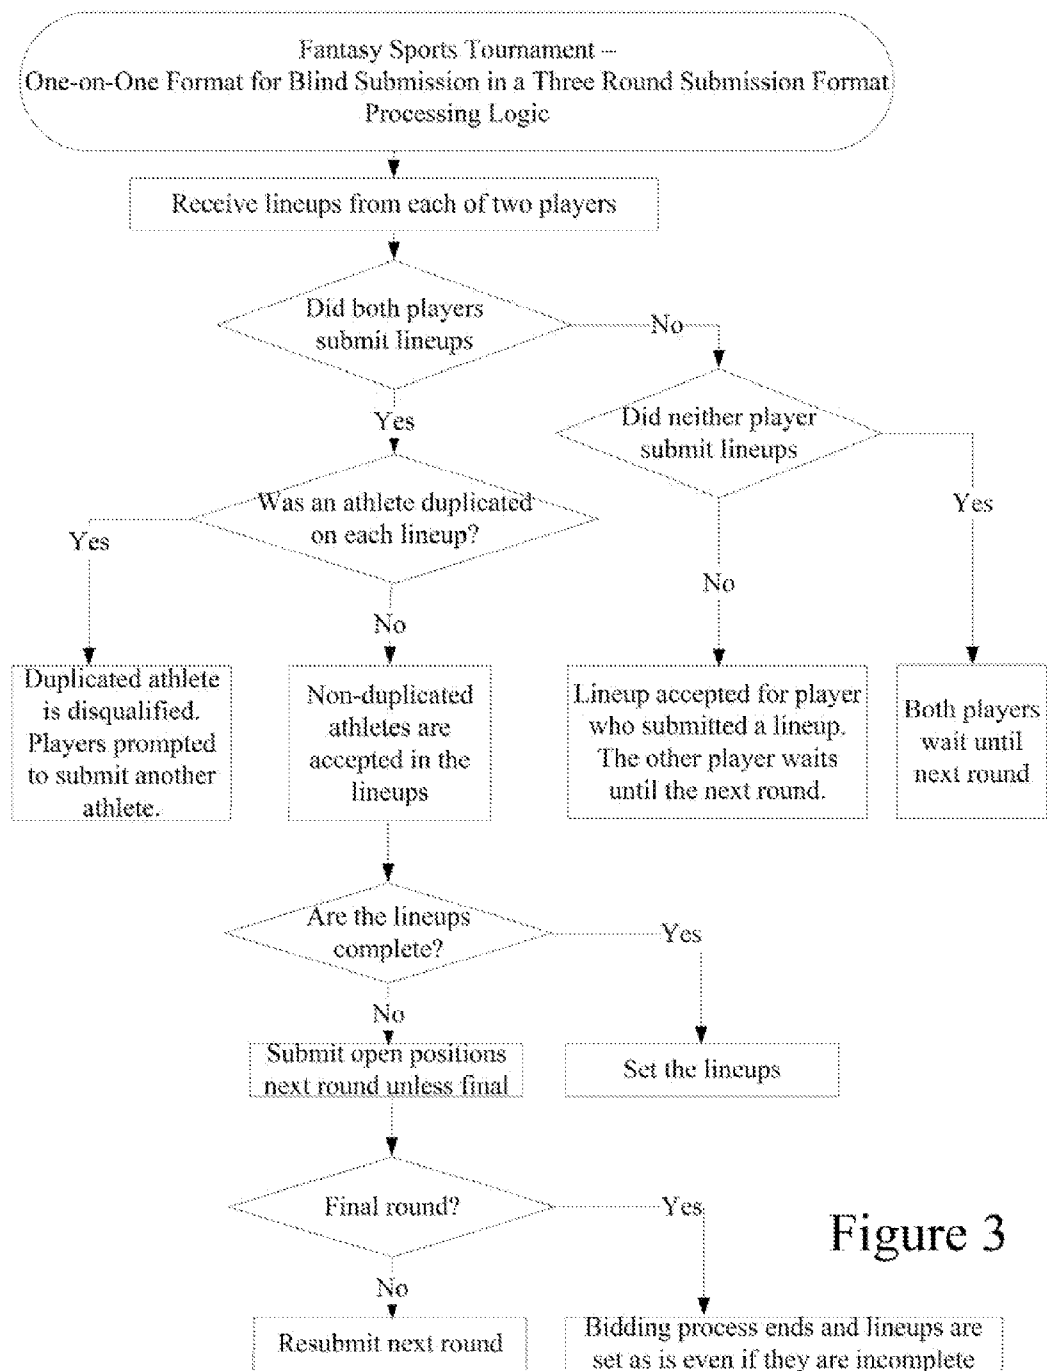 Fantasy Sports Tournament –
One-on-One Format for Blind Submission in a Three Round Submission Format
Processing Logic
Receive lineups from each of two players
Did both players
submit lineups
No
Did neither player
submit lineups
Yes
Was an athlete duplicated
on each lineup?
Yes
Yes
No
No
Duplicated athlete
is disqualified.
Players prompted
to submit another
athlete.
Non-duplicated
athletes are
accepted in the
lineups
Lineup accepted for player
who submitted a lineup.
The other player waits
until the next round.
Both players
wait until
next round
Are the lineups
complete?
Yes
No
Submit open positions
next round unless final
Set the lineups
Final round?
Yes
Figure 3
No
Resubmit next round
Bidding process ends and lineups are
set as is even if they are incomplete